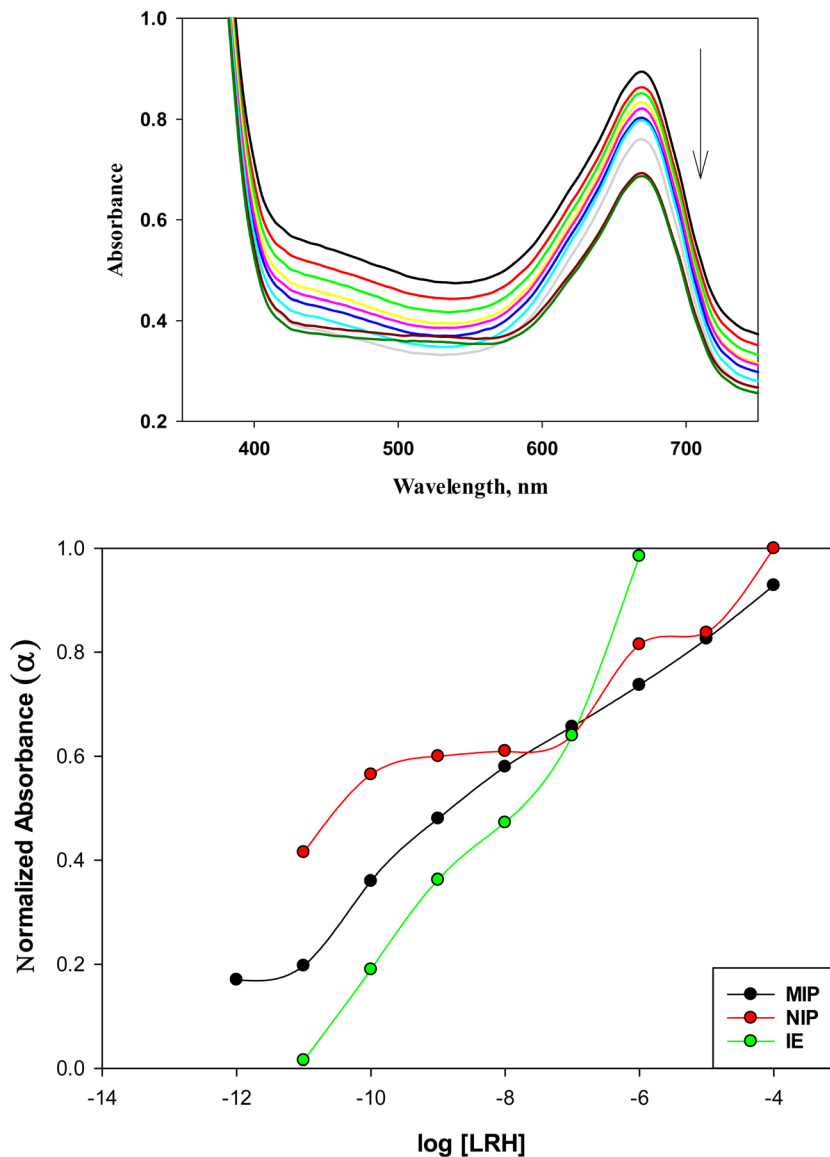 1.0
0.8
0.6
0.4
0.2
Absorbance
400 500 600 700
Wavelength, nm
1.0
0.8
0.6
0.4
0.2
0.0
Normalized Absorbance (α)
MIP
NIP
IE
-14 -12 -10 -8 -6 -4
log [LRH]